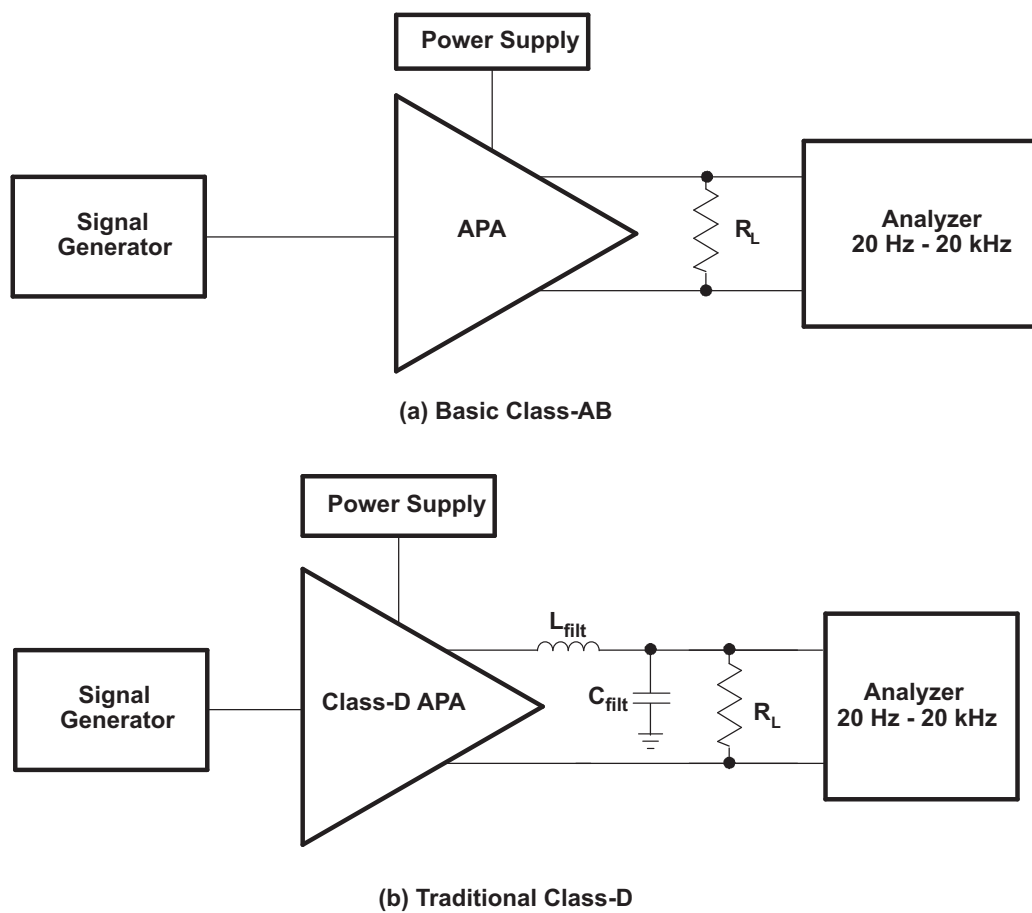 Power Supply
Signal
Generator
APA
R_L
Analyzer
20 Hz - 20 kHz
(a) Basic Class-AB
Power Supply
Signal
Generator
Class-D APA
L_filt
C_filt
R_L
Analyzer
20 Hz - 20 kHz
(b) Traditional Class-D